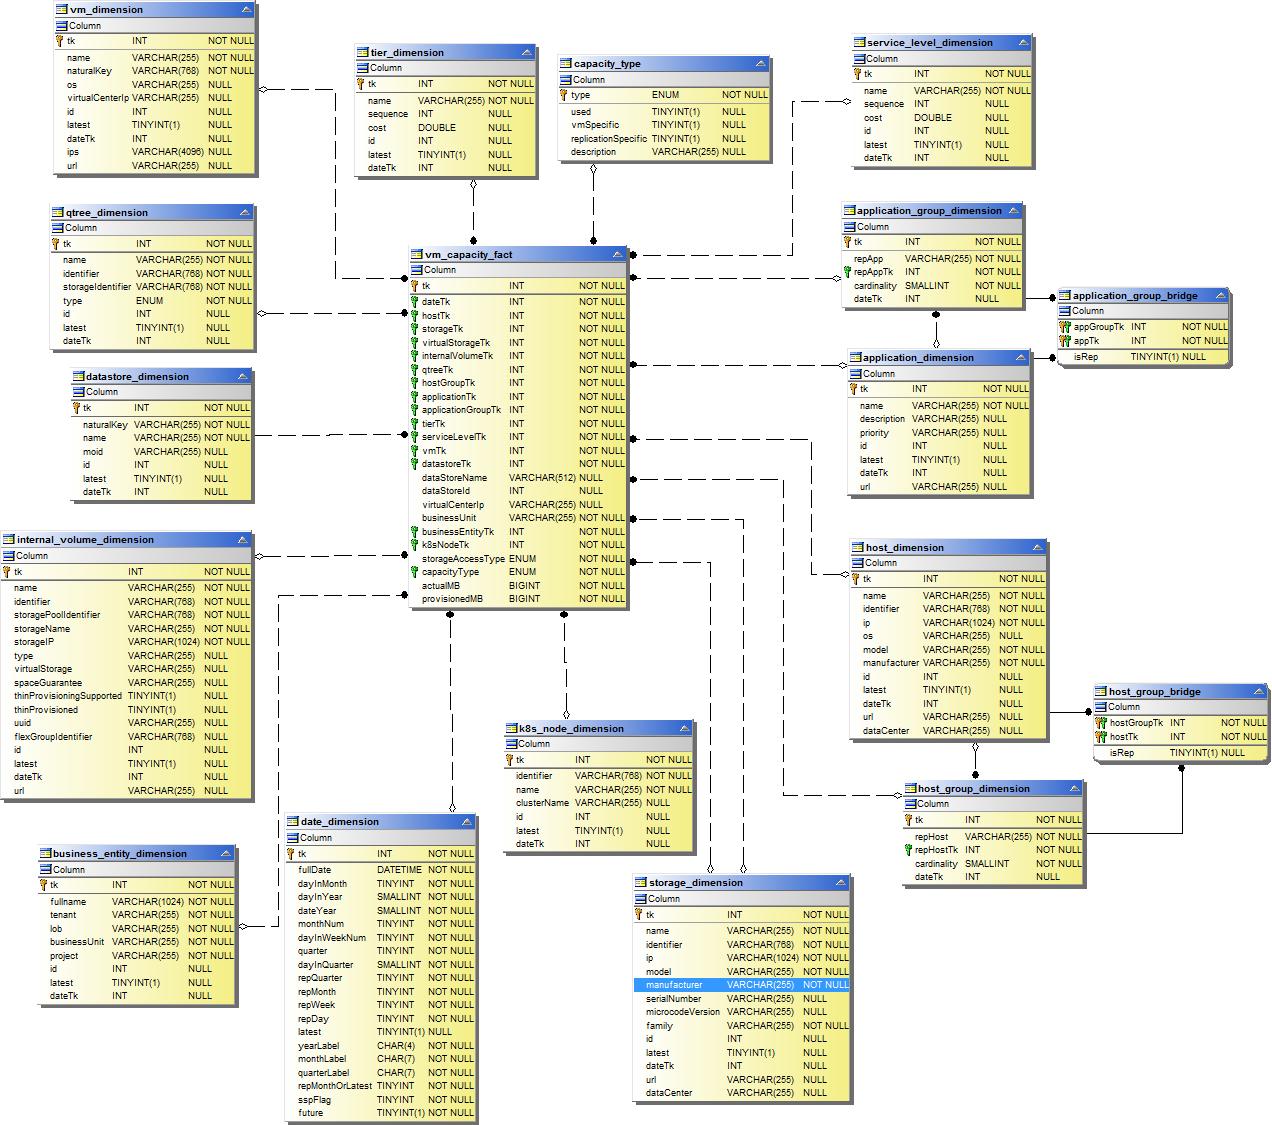 vm_dimension
Column
tk INT NOT NULL
name VARCHAR(255) NOT NULL
naturalKey VARCHAR(768) NOT NULL
os VARCHAR(255) NULL
virtualCenterIp VARCHAR(255) NULL
id INT NULL
latest TINYINT(1) NULL
dateTk INT NULL
ips VARCHAR(4096) NULL
url VARCHAR(255) NULL
tier_dimension
Column
tk INT NOT NULL
name VARCHAR(255) NOT NULL
sequence INT NULL
cost DOUBLE NULL
id INT NULL
latest TINYINT(1) NULL
dateTk INT NULL
capacity_type
Column
type ENUM NOT NULL
used TINYINT(1) NULL
vmSpecific TINYINT(1) NULL
replicationSpecific TINYINT(1) NULL
description VARCHAR(255) NULL
service_level_dimension
Column
tk INT NOT NULL
name VARCHAR(255) NOT NULL
sequence INT NULL
cost DOUBLE NULL
id INT NULL
latest TINYINT(1) NULL
dateTk INT NULL
qtree_dimension
Column
tk INT NOT NULL
name VARCHAR(255) NOT NULL
identifier VARCHAR(768) NOT NULL
storageIdentifier VARCHAR(768) NOT NULL
type ENUM NOT NULL
id INT NULL
latest TINYINT(1) NULL
dateTk INT NULL
vm_capacity_fact
Column
tk INT NOT NULL
dateTk INT NOT NULL
hostTk INT NOT NULL
storageTk INT NOT NULL
virtualStorageTk INT NOT NULL
internalVolumeTk INT NOT NULL
qtreeTk INT NOT NULL
hostGroupTk INT NOT NULL
applicationTk INT NOT NULL
applicationGroupTk INT NOT NULL
tierTk INT NOT NULL
serviceLevelTk INT NOT NULL
vmTk INT NOT NULL
datastoreTk INT NOT NULL
dataStoreName VARCHAR(512) NULL
dataStoreId INT NULL
virtualCenterIp VARCHAR(255) NULL
businessUnit VARCHAR(255) NOT NULL
businessEntityTk INT NOT NULL
k8sNodeTk INT NOT NULL
storageAccessType ENUM NOT NULL
capacityType ENUM NOT NULL
actualMB BIGINT NOT NULL
provisionedMB BIGINT NOT NULL
application_group_dimension
Column
tk INT NOT NULL
repApp VARCHAR(255) NOT NULL
repAppTk INT NOT NULL
cardinality SMALLINT NOT NULL
dateTk INT NULL
application_group_bridge
Column
appGroupTk INT NOT NULL
appTk INT NOT NULL
isRep TINYINT(1) NULL
application_dimension
Column
tk INT NOT NULL
name VARCHAR(255) NOT NULL
description VARCHAR(255) NULL
priority VARCHAR(255) NULL
id INT NULL
latest TINYINT(1) NULL
dateTk INT NULL
url VARCHAR(255) NULL
datastore_dimension
Column
tk INT NOT NULL
naturalKey VARCHAR(255) NOT NULL
name VARCHAR(255) NOT NULL
moid VARCHAR(255) NULL
id INT NULL
latest TINYINT(1) NULL
dateTk INT NULL
internal_volume_dimension
Column
tk INT NOT NULL
name VARCHAR(255) NOT NULL
identifier VARCHAR(768) NOT NULL
storagePoolIdentifier VARCHAR(768) NOT NULL
storageName VARCHAR(255) NOT NULL
storageIP VARCHAR(1024) NOT NULL
type VARCHAR(255) NULL
virtualStorage VARCHAR(255) NULL
spaceGuarantee VARCHAR(255) NULL
thinProvisioningSupported TINYINT(1) NULL
thinProvisioned TINYINT(1) NULL
uuid VARCHAR(255) NULL
flexGroupIdentifier VARCHAR(768) NULL
id INT NULL
latest TINYINT(1) NULL
dateTk INT NULL
url VARCHAR(255) NULL
host_dimension
Column
tk INT NOT NULL
name VARCHAR(255) NOT NULL
identifier VARCHAR(768) NOT NULL
ip VARCHAR(1024) NOT NULL
os VARCHAR(255) NULL
model VARCHAR(255) NOT NULL
manufacturer VARCHAR(255) NOT NULL
id INT NULL
latest TINYINT(1) NULL
dateTk INT NULL
url VARCHAR(255) NULL
dataCenter VARCHAR(255) NULL
host_group_bridge
Column
hostGroupTk INT NOT NULL
hostTk INT NOT NULL
isRep TINYINT(1) NULL
k8s_node_dimension
Column
tk INT NOT NULL
identifier VARCHAR(768) NOT NULL
name VARCHAR(255) NOT NULL
clusterName VARCHAR(255) NULL
id INT NULL
latest TINYINT(1) NULL
dateTk INT NULL
host_group_dimension
Column
tk INT NOT NULL
repHost VARCHAR(255) NOT NULL
repHostTk INT NOT NULL
cardinality SMALLINT NOT NULL
dateTk INT NULL
date_dimension
Column
tk INT NOT NULL
fullDate DATETIME NOT NULL
dayInMonth TINYINT NOT NULL
dayInYear SMALLINT NOT NULL
dateYear SMALLINT NOT NULL
monthNum TINYINT NOT NULL
dayInWeekNum TINYINT NOT NULL
quarter TINYINT NOT NULL
dayInQuarter SMALLINT NOT NULL
repQuarter TINYINT NOT NULL
repMonth TINYINT NOT NULL
repWeek TINYINT NOT NULL
repDay TINYINT NOT NULL
latest TINYINT(1) NULL
yearLabel CHAR(4) NOT NULL
monthLabel CHAR(7) NOT NULL
quarterLabel CHAR(7) NOT NULL
repMonthOrLatest TINYINT NOT NULL
sspFlag TINYINT NOT NULL
future TINYINT(1) NOT NULL
business_entity_dimension
Column
tk INT NOT NULL
fullname VARCHAR(1024) NOT NULL
tenant VARCHAR(255) NOT NULL
lob VARCHAR(255) NOT NULL
businessUnit VARCHAR(255) NOT NULL
project VARCHAR(255) NOT NULL
id INT NULL
latest TINYINT(1) NULL
dateTk INT NULL
storage_dimension
Column
tk INT NOT NULL
name VARCHAR(255) NOT NULL
identifier VARCHAR(768) NOT NULL
ip VARCHAR(1024) NOT NULL
model VARCHAR(255) NOT NULL
manufacturer VARCHAR(255) NOT NULL
serialNumber VARCHAR(255) NULL
microcodeVersion VARCHAR(255) NULL
family VARCHAR(255) NOT NULL
id INT NULL
latest TINYINT(1) NULL
dateTk INT NULL
url VARCHAR(255) NULL
dataCenter VARCHAR(255) NULL